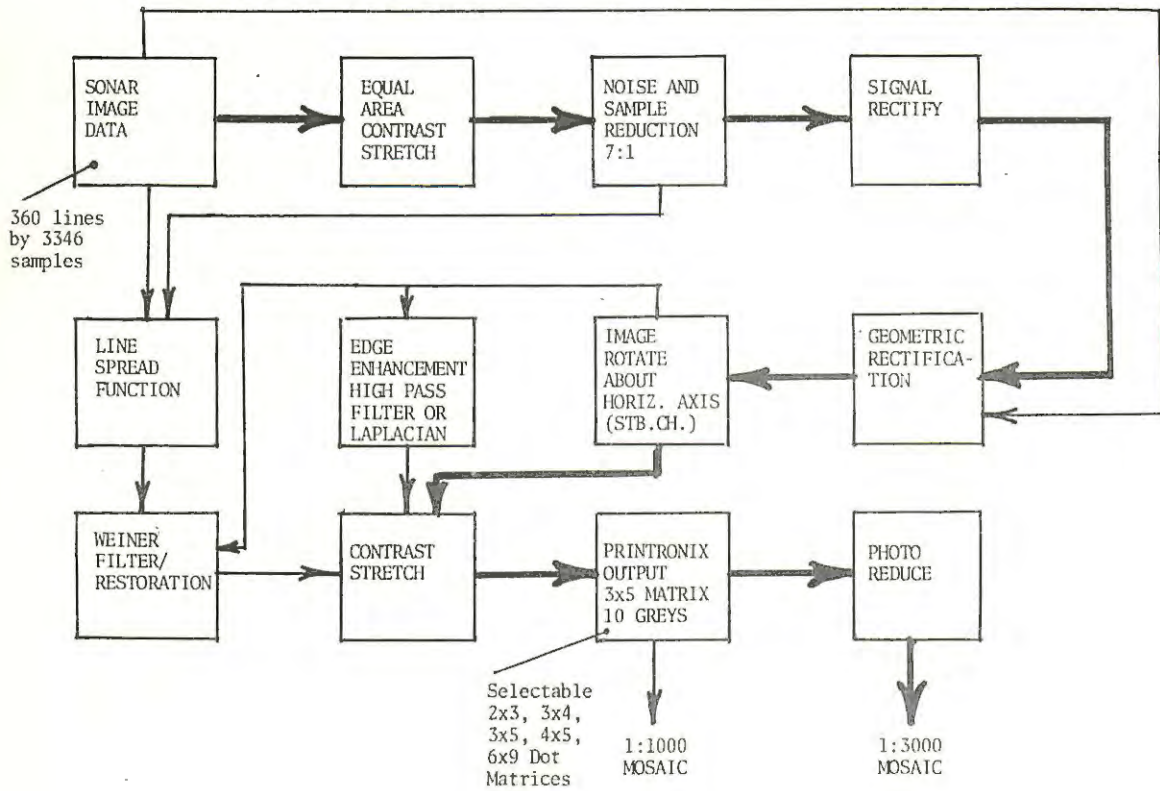 SONAR
IMAGE
DATA
EQUAL
AREA
CONTRAST
STRETCH
NOISE AND
SAMPLE
REDUCTION
7:1
SIGNAL
RECTIFY
360 lines
by 3346
samples
LINE
SPREAD
FUNCTION
EDGE
ENHANCEMENT
HIGH PASS
FILTER OR
LAPLACIAN
IMAGE
ROTATE
ABOUT
HORIZ. AXIS
(STB.CH.)
GEOMETRIC
RECTIFICA-
TION
WEINER
FILTER/
RESTORATION
CONTRAST
STRETCH
PRINTRONIX
OUTPUT
3x5 MATRIX
10 GREYS
PHOTO
REDUCE
Selectable
2x3, 3x4,
3x5, 4x5,
6x9 Dot
Matrices
1:1000
MOSAIC
1:3000
MOSAIC